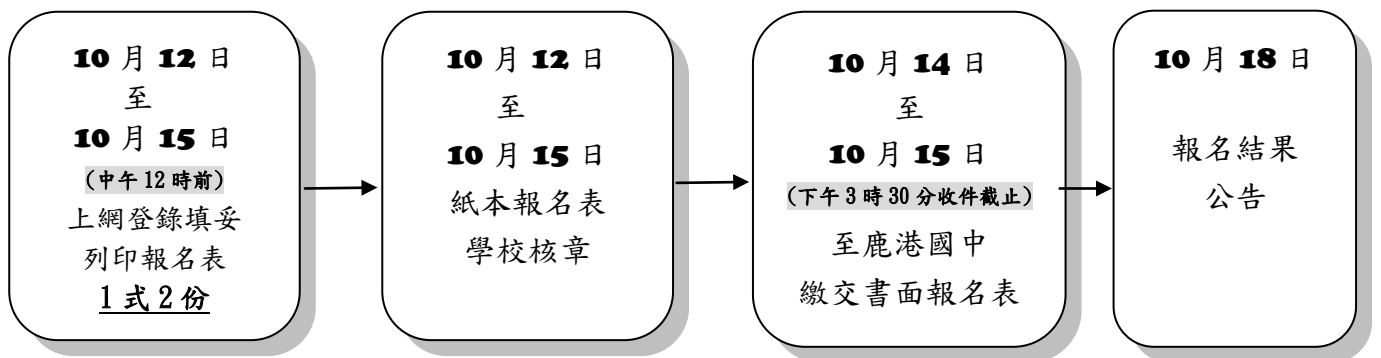 10 月 12 日
至
10 月 15 日
(中午 12 時前)
上網登錄填妥
列印報名表
1 式 2 份
10 月 12 日
至
10 月 15 日
紙本報名表
學校核章
10 月 14 日
至
10 月 15 日
(下午 3 時 30 分收件截止)
至鹿港國中
繳交書面報名表
10 月 18 日
報名結果
公告